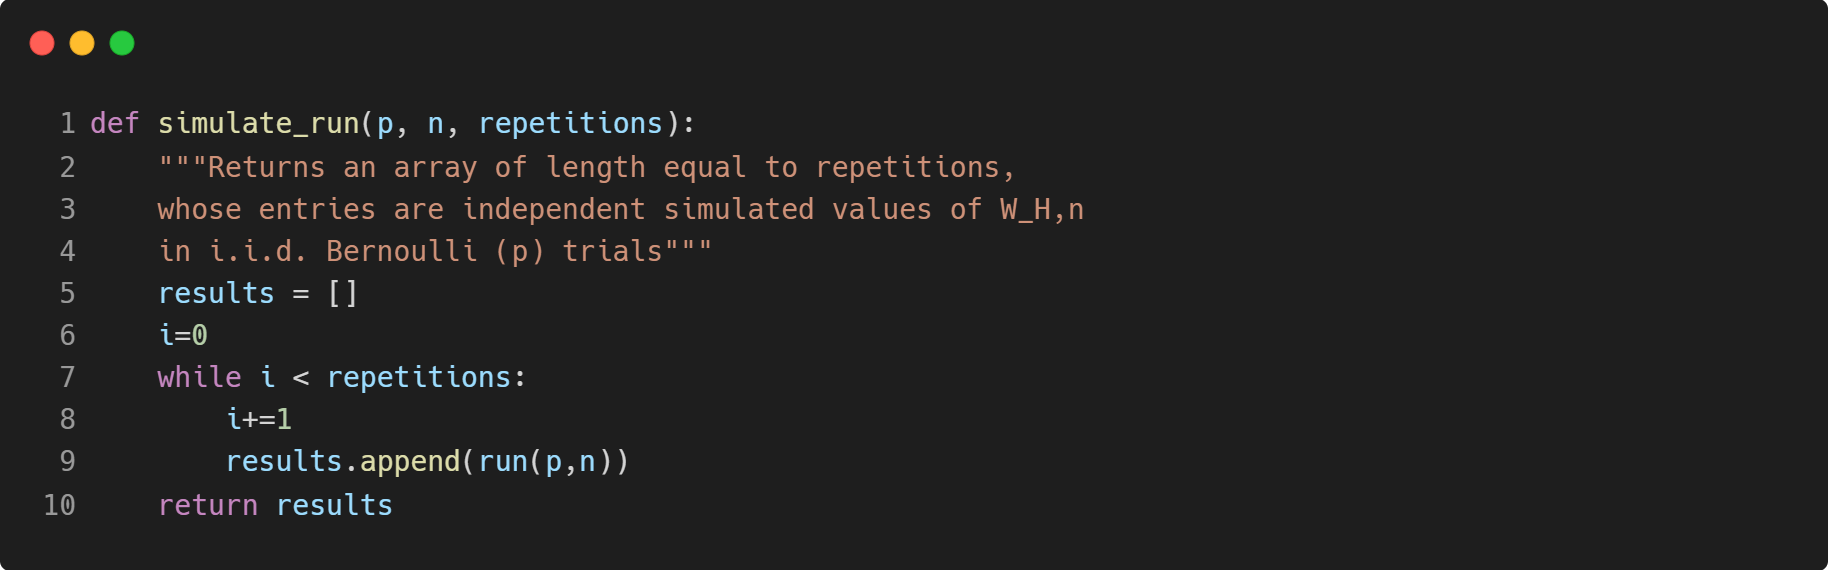 1 def simulate_run(p, n, repetitions):
2     """Returns an array of length equal to repetitions,
3     whose entries are independent simulated values of W_H,n
4     in i.i.d. Bernoulli (p) trials"""
5     results = []
6     i=0
7     while i < repetitions:
8         i+=1
9         results.append(run(p,n))
10     return results